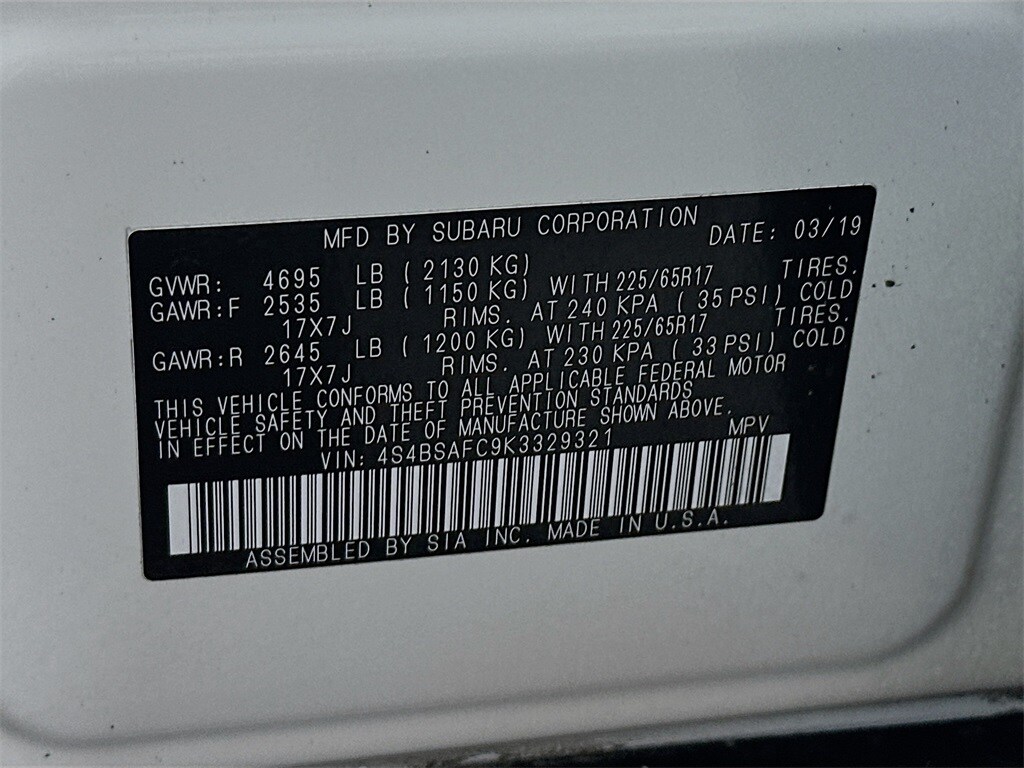 MFD BY SUBARU CORPORATION DATE: 03/19
GVWR: 4695 LB ( 2130 KG)
GAWR:F 2535 LB ( 1150 KG) WITH 225/65R17 TIRES,
17X7J RIMS, AT 240 KPA ( 35 PSI) COLD
GAWR:R 2645 LB ( 1200 KG) WITH 225/65R17 TIRES,
17X7J RIMS, AT 230 KPA ( 33 PSI) COLD
THIS VEHICLE CONFORMS TO ALL APPLICABLE FEDERAL MOTOR
VEHICLE SAFETY AND THEFT PREVENTION STANDARDS
IN EFFECT ON THE DATE OF MANUFACTURE SHOWN ABOVE.
VIN: 4S4BSAFC9K3329321 MPV
ASSEMBLED BY SIA INC. MADE IN U.S.A.